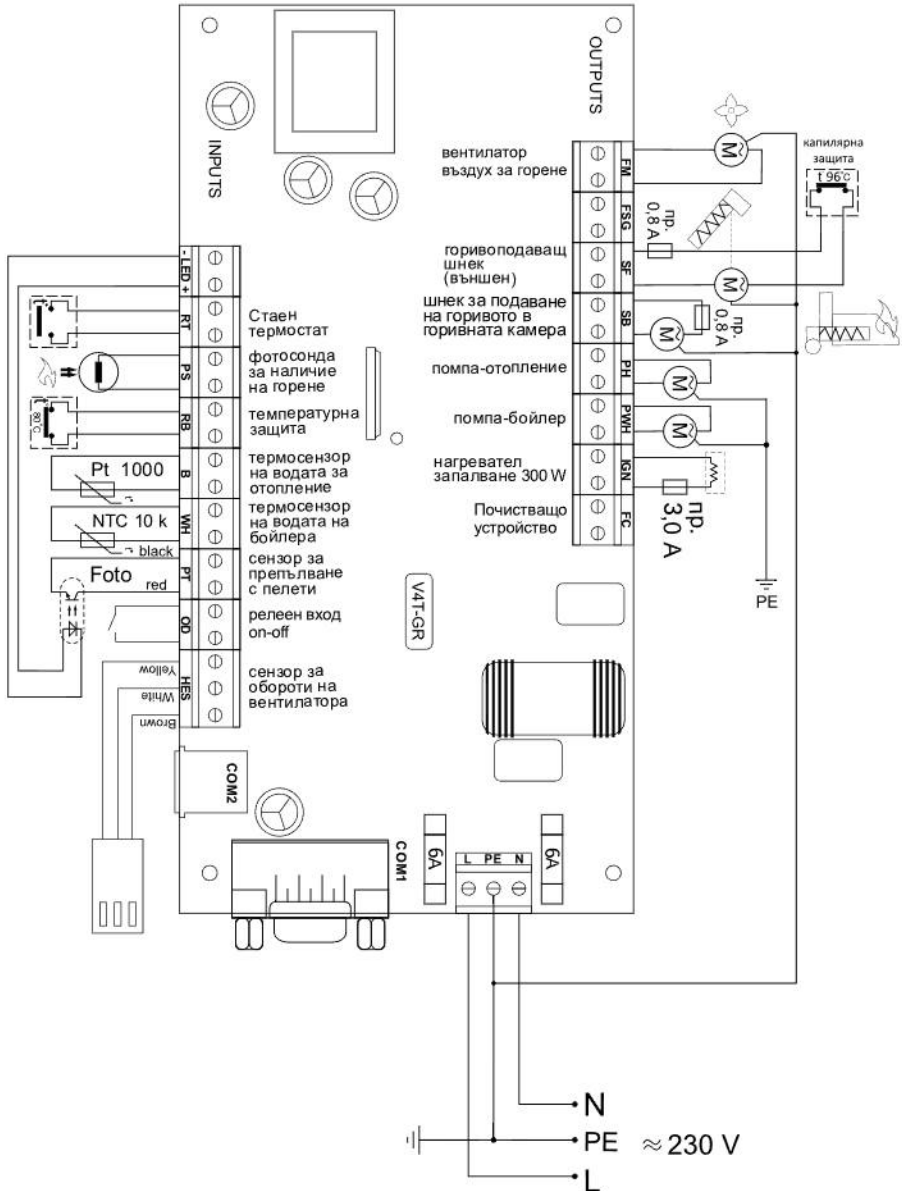 OUTPUTS
INPUTS
вентилатор
въздух за горене
FM
FSG
горивоподаващ
шнек
(външен)
SF
шнек за подаване
на горивото в
горивната камера
SB
помпа-отопление
PH
помпа-бойлер
PWH
нагревател
запалване 300 W
IGN
Почистващо
устройство
FC
M
капилярна
защита
t 96°c
пр.
0,8 A
M
пр.
0,8 A
M
M
M
пр.
3,0 A
PE
- LED +
RT
Стаен
термостат
PS
фотосонда
за наличие
на горене
80°C
RB
температурна
защита
Pt 1000
B
термосензор
на водата за
отопление
NTC 10 k
WH
термосензор
на водата на
бойлера
black
Foto
red
PT
сензор за
препълване
с пелети
OD
релеен вход
on-off
Yellow
White
Brown
HES
сензор за
обороти на
вентилатора
V4T-GR
COM2
COM1
6A
L PE N
6A
N
PE ≈ 230 V
L